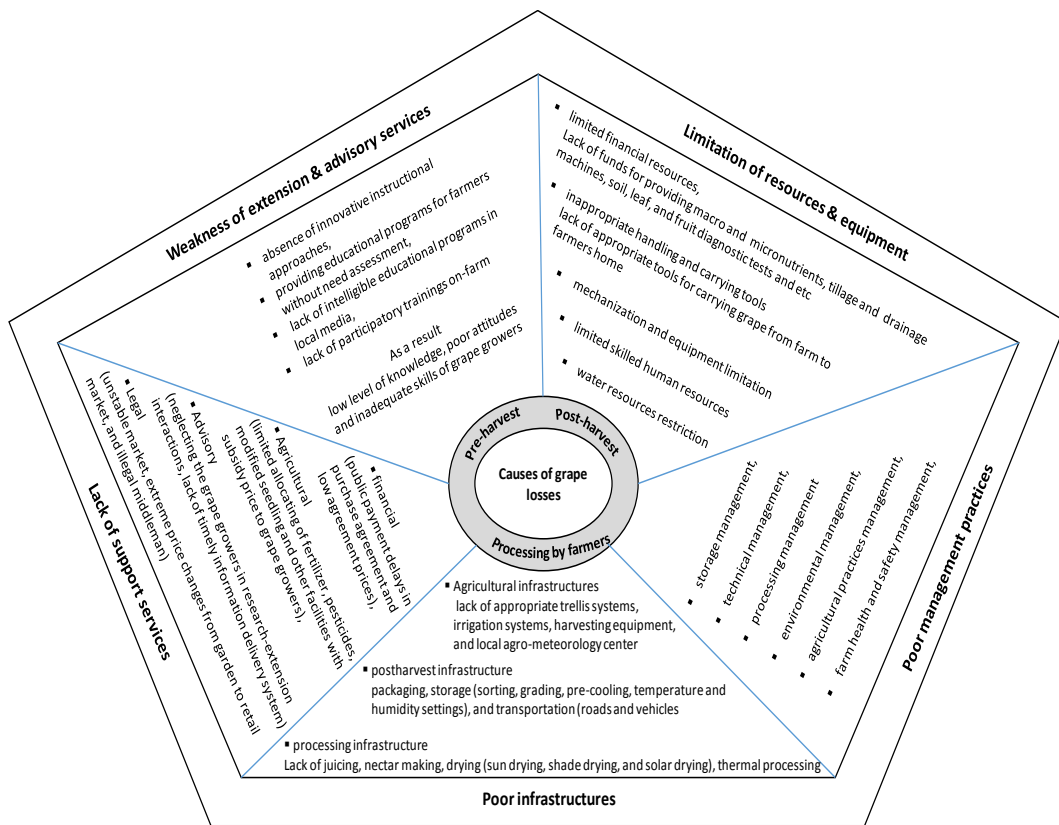 Weakness of extension & advisory services
▪ absence of innovative instructional
approaches,
▪ providing educational programs for farmers
without need assessment,
▪ lack of intelligible educational programs in
local media,
▪ lack of participatory trainings on-farm
As a result
low level of knowledge, poor attitudes
and inadequate skills of grape growers
Limitation of resources & equipment
▪ limited financial resources,
Lack of funds for providing macro and micronutrients, tillage and drainage
machines, soil, leaf, and fruit diagnostic tests and etc
▪ inappropriate handling and carrying tools
lack of appropriate tools for carrying grape from farm to
farmers home
▪ mechanization and equipment limitation
▪ limited skilled human resources
▪ water resources restriction
Pre-harvest
Post-harvest
Processing by farmers
Causes of grape
losses
Poor management practices
▪ storage management,
▪ technical management,
▪ processing management
▪ environmental management,
▪ agricultural practices management,
▪ farm health and safety management,
Lack of support services
▪ financial
(public payment delays in
purchase agreement and
low agreement prices),
▪ Agricultural
(limited allocating of fertilizer, pesticides,
modified seedling and other facilities with
subsidy price to grape growers),
▪ Advisory
(neglecting the grape growers in research-extension
interactions, lack of timely information delivery system)
▪ Legal
(unstable market, extreme price changes from garden to retail
market, and illegal middleman)
▪ Agricultural infrastructures
lack of appropriate trellis systems,
irrigation systems, harvesting equipment,
and local agro-meteorology center
▪ postharvest infrastructure
packaging, storage (sorting, grading, pre-cooling, temperature and
humidity settings), and transportation (roads and vehicles
▪ processing infrastructure
Lack of juicing, nectar making, drying (sun drying, shade drying, and solar drying), thermal processing
Poor infrastructures